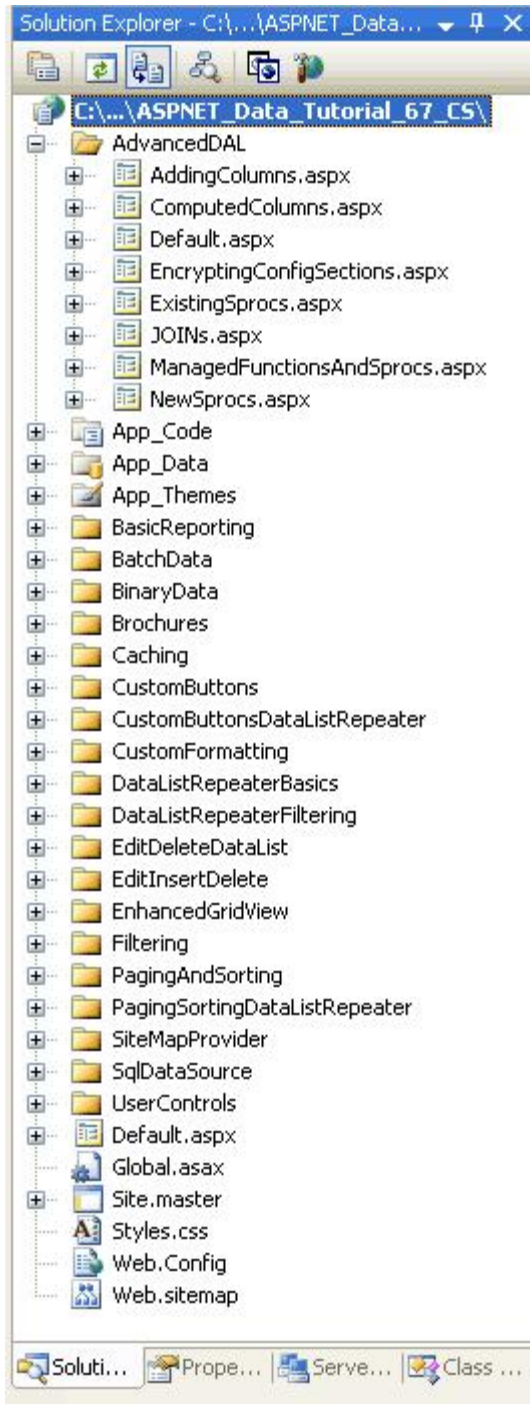 Solution Explorer - C:\...\ASPNET_Data...
C:\...\ASPNET_Data_Tutorial_67_CS\
AdvancedDAL
AddingColumns.aspx
ComputedColumns.aspx
Default.aspx
EncryptingConfigSections.aspx
ExistingSprocs.aspx
JOINs.aspx
ManagedFunctionsAndSprocs.aspx
NewSprocs.aspx
App_Code
App_Data
App_Themes
BasicReporting
BatchData
BinaryData
Brochures
Caching
CustomButtons
CustomButtonsDataListRepeater
CustomFormatting
DataListRepeaterBasics
DataListRepeaterFiltering
EditDeleteDataList
EditInsertDelete
EnhancedGridView
Filtering
PagingAndSorting
PagingSortingDataListRepeater
SiteMapProvider
SqlDataSource
UserControls
Default.aspx
Global.asax
Site.master
Styles.css
Web.Config
Web.sitemap
Soluti... Prope... Serve... Class ...